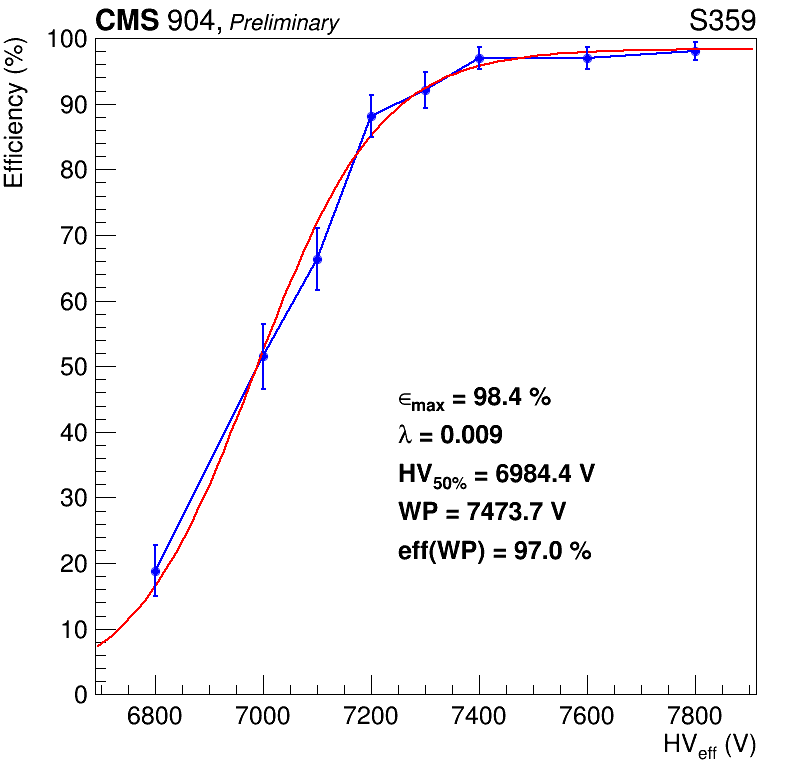 CMS 904, Preliminary S359
Efficiency (%)
100
90
80
70
60
50
40
30
20
10
0
ϵmax = 98.4 %
λ = 0.009
HV50% = 6984.4 V
WP = 7473.7 V
eff(WP) = 97.0 %
6800 7000 7200 7400 7600 7800
HVeff (V)